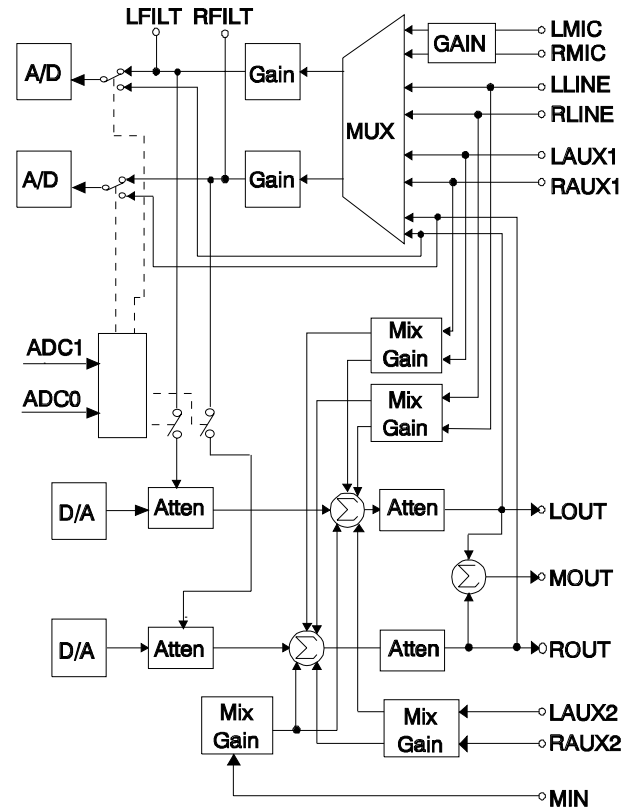 LFILT RFILT
LMIC
GAIN
RMIC
A/D
Gain
LLINE
RLINE
MUX
LAUX1
A/D
Gain
RAUX1
Mix
Gain
ADC1
Mix
Gain
ADC0
D/A
Atten
Σ
Atten
LOUT
Σ
MOUT
D/A
Atten
Σ
Atten
ROUT
Mix
Gain
Mix
Gain
LAUX2
RAUX2
MIN